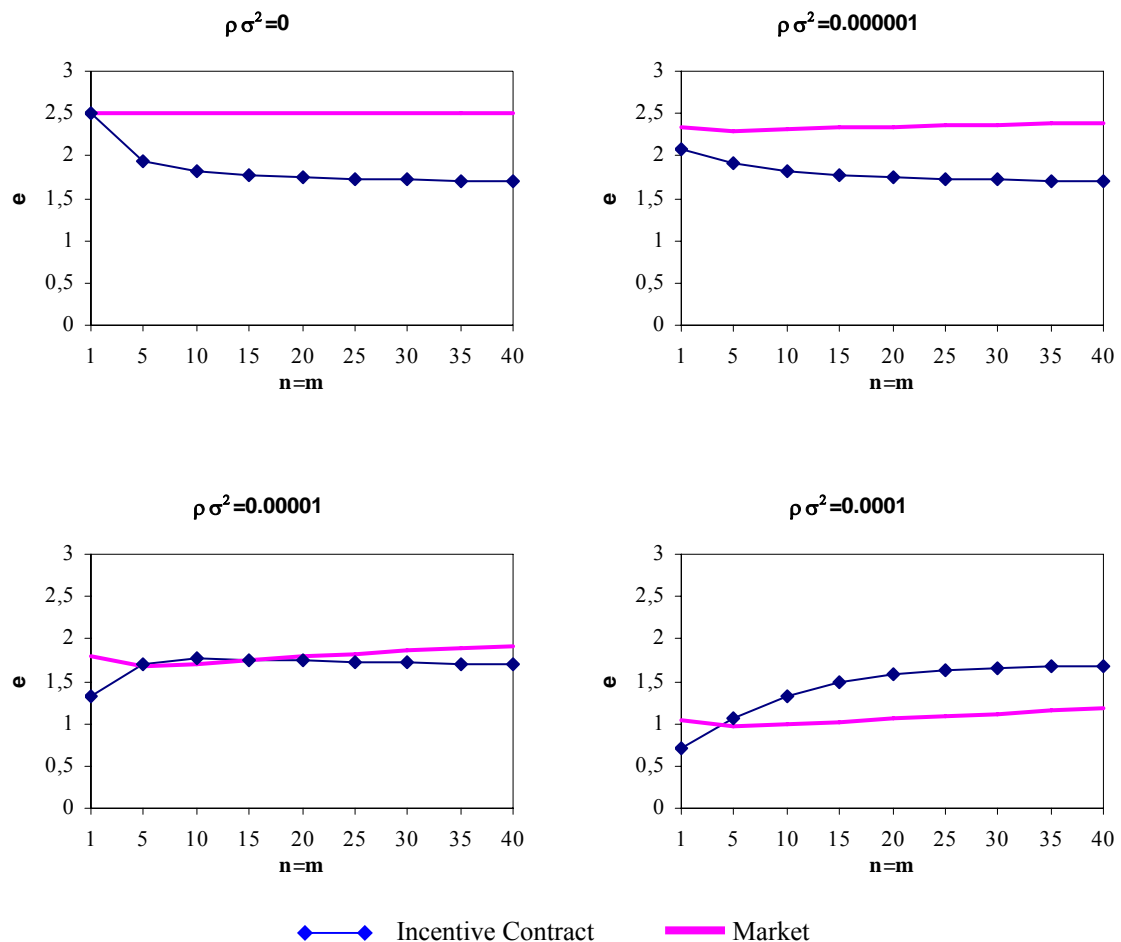 ρ σ²=0
3
2,5
2
1,5
1
0,5
0
e
1 5 10 15 20 25 30 35 40
n=m
ρ σ²=0.000001
3
2,5
2
1,5
1
0,5
0
e
1 5 10 15 20 25 30 35 40
n=m
ρ σ²=0.00001
3
2,5
2
1,5
1
0,5
0
e
1 5 10 15 20 25 30 35 40
n=m
ρ σ²=0.0001
3
2,5
2
1,5
1
0,5
0
e
1 5 10 15 20 25 30 35 40
n=m
Incentive Contract
Market